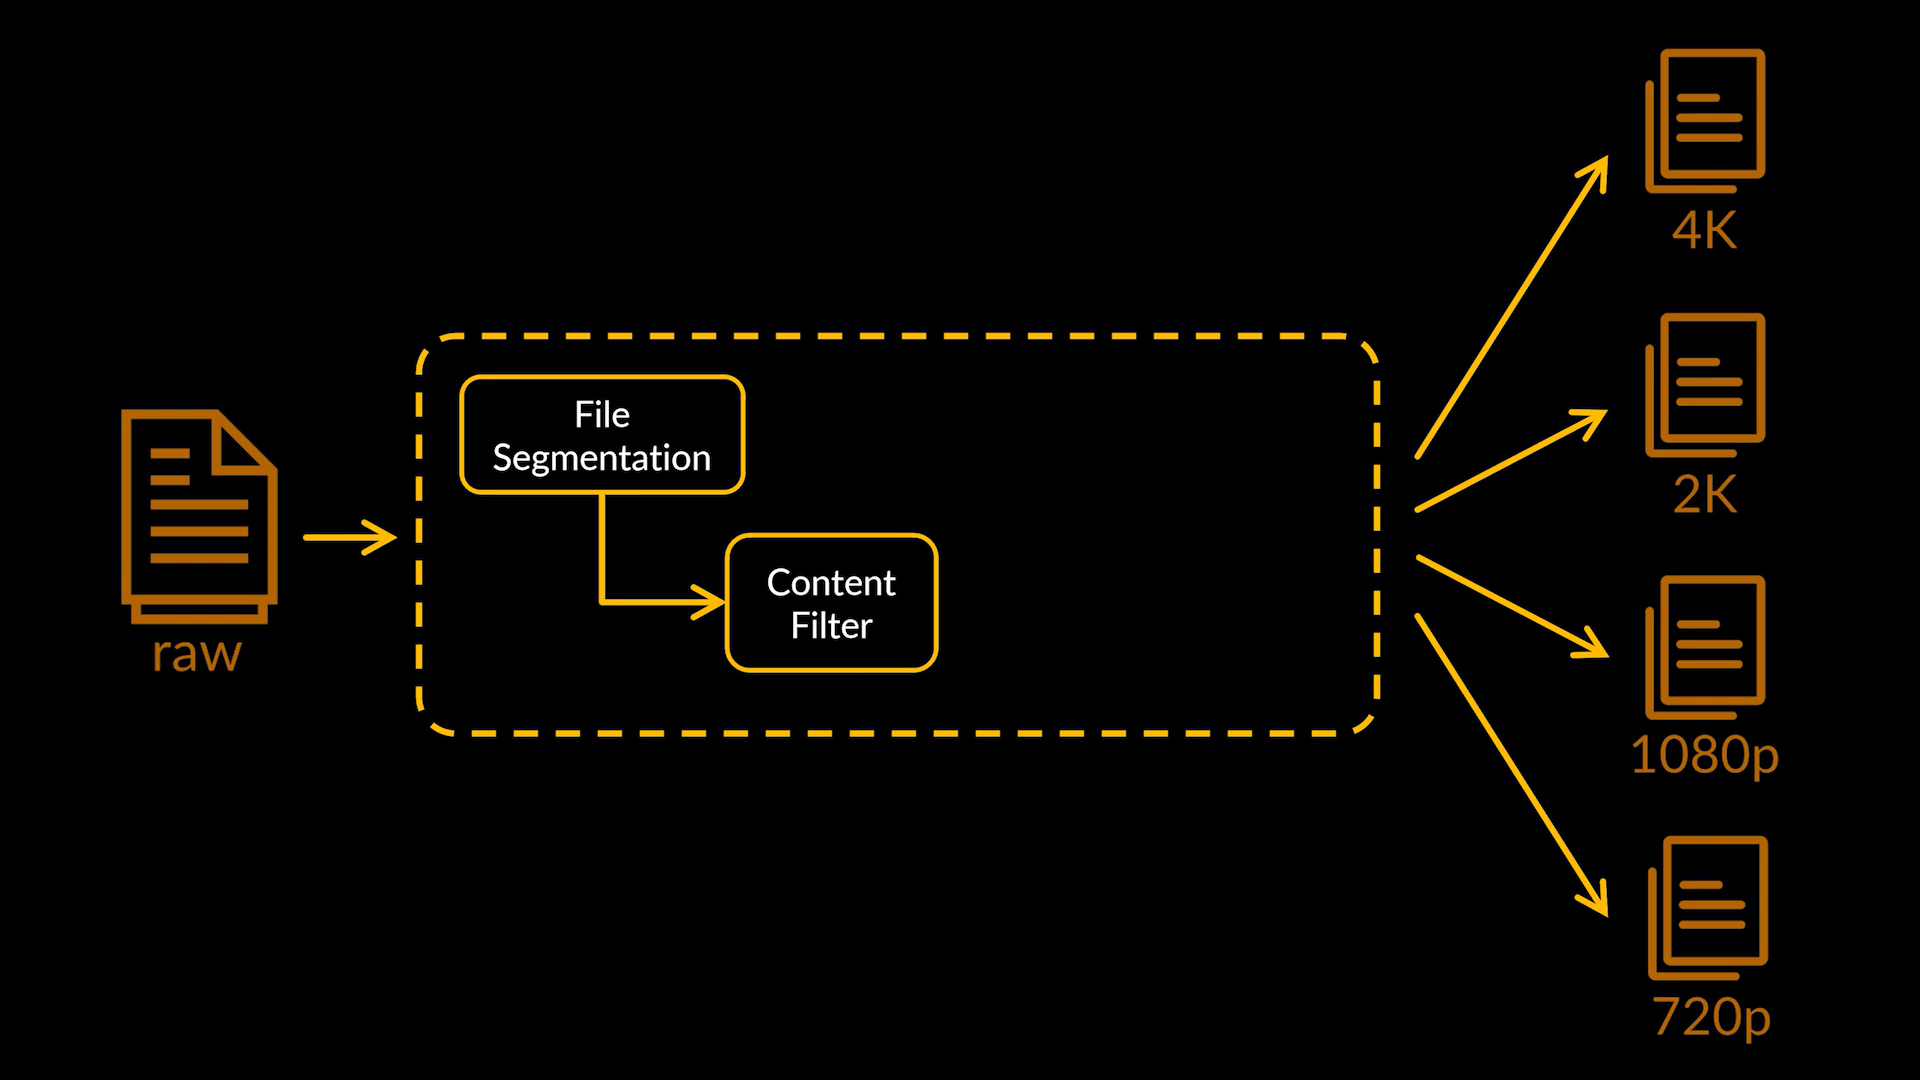 raw
File
Segmentation
Content
Filter
4K
2K
1080p
720p